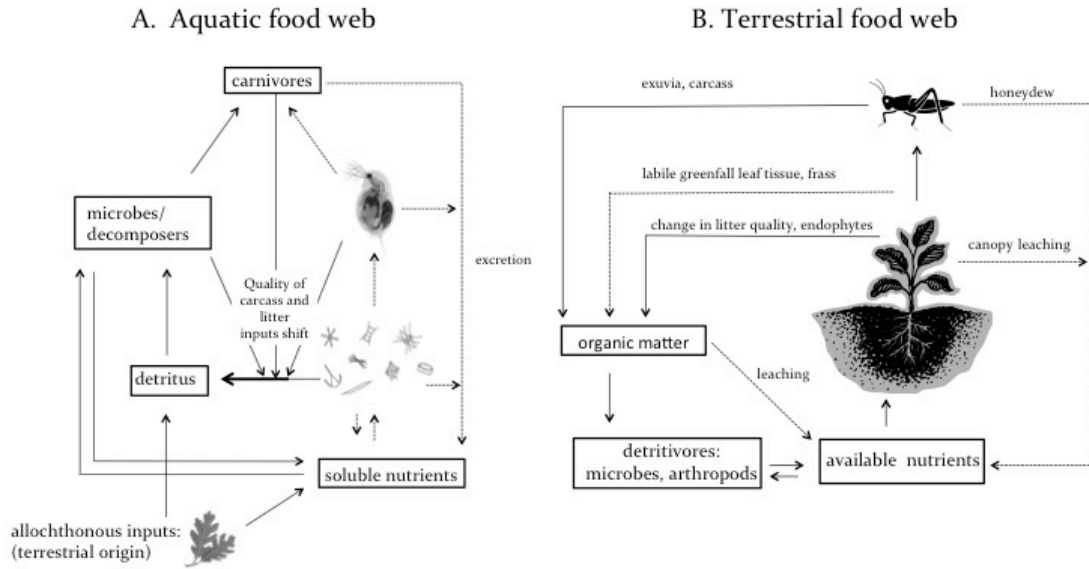 A. Aquatic food web
carnivores
microbes/
decomposers
excretion
Quality of
carcass and
litter
inputs shift
detritus
soluble nutrients
allochthonous inputs:
(terrestrial origin)
B. Terrestrial food web
exuvia, carcass
honeydew
labile greenfall leaf tissue, frass
change in litter quality, endophytes
canopy leaching
organic matter
leaching
detritivores:
microbes, arthropods
available nutrients